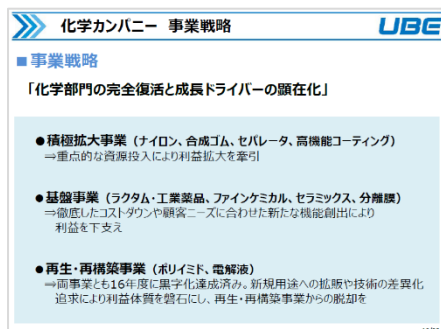 化学カンパニー 事業戦略
UBE
■事業戦略
「化学部門の完全復活と成長ドライバーの顕在化」
●積極拡大事業(ナイロン、合成ゴム、セパレータ、高機能コーティング)
⇒重点的な資源投入により利益拡大を牽引
●基盤事業(ラクタム・工業薬品、ファインケミカル、セラミックス、分離膜)
⇒徹底したコストダウンや顧客ニーズに合わせた新たな機能創出により
利益を下支え
●再生・再構築事業(ポリイミド、電解液)
⇒両事業とも16年度に黒字化達成済み。新規用途への拡販や技術の差異化
追求により利益体質を磐石にし、再生・再構築事業からの脱却を